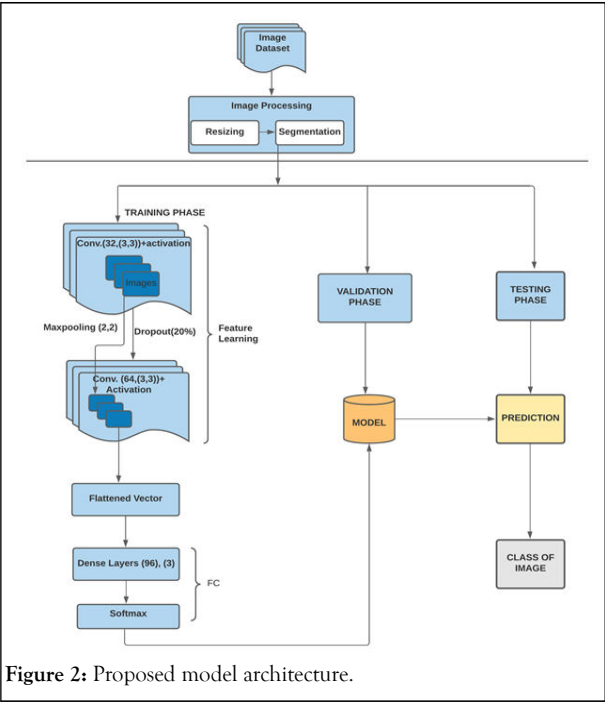 Image
Dataset
Image Processing
Resizing
Segmentation
TRAINING PHASE
Conv.(32,(3,3))+activation
Images
Maxpooling (2,2)
Dropout(20%)
Feature
Learning
Conv. (64,(3,3))+
Activation
Flattened Vector
Dense Layers (96), (3)
FC
Softmax
VALIDATION
PHASE
MODEL
TESTING
PHASE
PREDICTION
CLASS OF
IMAGE
Figure 2: Proposed model architecture.